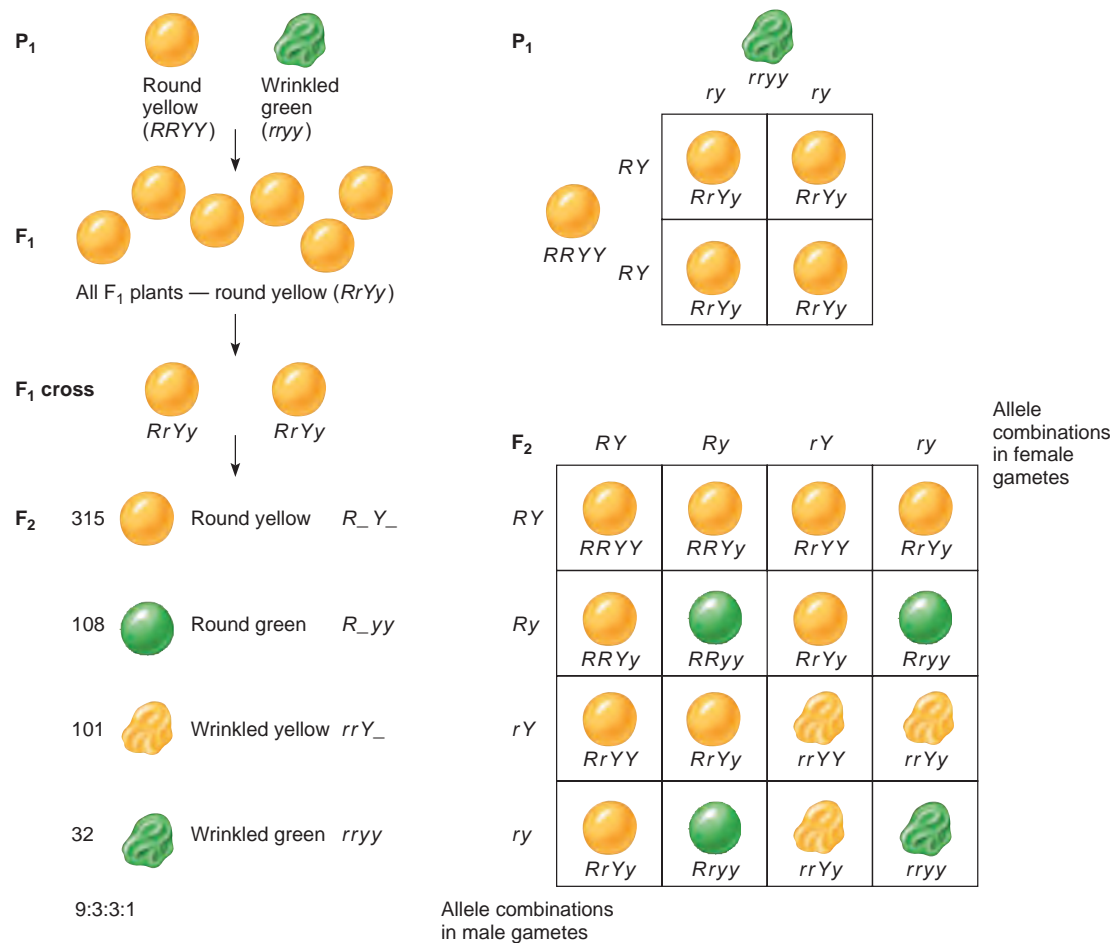 P1
Round
yellow
(RRYY)
Wrinkled
green
(rryy)
F1
All F1 plants — round yellow (RrYy)
F1 cross
RrYy RrYy
F2 315 Round yellow R_Y_
108 Round green R_yy
101 Wrinkled yellow rrY_
32 Wrinkled green rryy
9:3:3:1
P1
rryy
ry ry
RRYY
RY
RrYy RrYy
RY
RrYy RrYy
Allele
combinations
in female
gametes
F2 RY Ry rY ry
RY
RRYY RRYy RrYY RrYy
Ry
RRYy RRyy RrYy Rryy
rY
RrYY RrYy rrYY rrYy
ry
RrYy Rryy rrYy rryy
Allele combinations
in male gametes